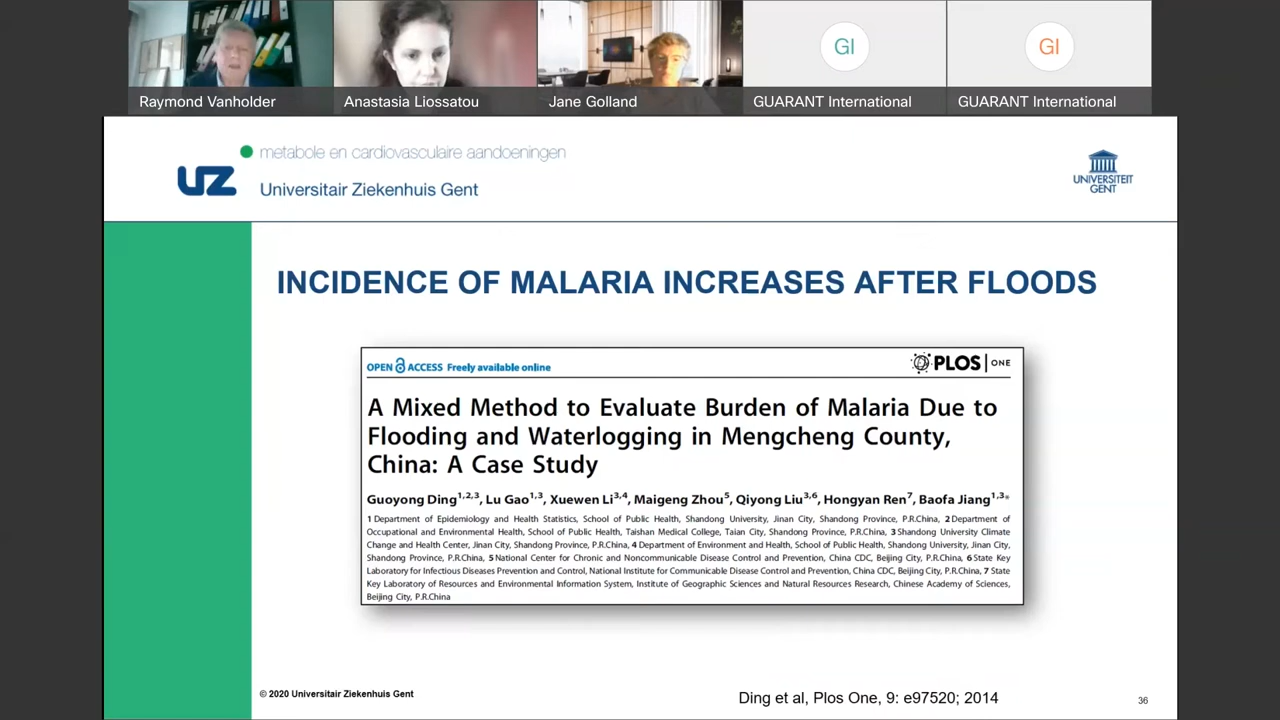 Raymond Vanholder
Anastasia Liossatou
Jane Golland
GI
GUARANT International
GI
GUARANT International
metabole en cardiovasculaire aandoeningen
UZ
Universitair Ziekenhuis Gent
UNIVERSITEIT
GENT
INCIDENCE OF MALARIA INCREASES AFTER FLOODS
OPEN ACCESS Freely available online
PLOS ONE
A Mixed Method to Evaluate Burden of Malaria Due to
Flooding and Waterlogging in Mengcheng County,
China: A Case Study
Guoyong Ding1,2,3, Lu Gao1,3, Xuewen Li3,4, Maigeng Zhou5, Qiyong Liu3,6, Hongyan Ren7, Baofa Jiang1,3*
1 Department of Epidemiology and Health Statistics, School of Public Health, Shandong University, Jinan City, Shandong Province, P.R.China, 2 Department of
Occupational and Environmental Health, School of Public Health, Taishan Medical College, Taian City, Shandong Province, P.R.China, 3 Shandong University Climate
Change and Health Center, Jinan City, Shandong Province, P.R.China, 4 Department of Environment and Health, School of Public Health, Shandong University, Jinan City,
Shandong Province, P.R.China, 5 National Center for Chronic and Noncommunicable Disease Control and Prevention, China CDC, Beijing City, P.R.China, 6 State Key
Laboratory for Infectious Diseases Prevention and Control, National Institute for Communicable Disease Control and Prevention, China CDC, Beijing City, P.R.China, 7 State
Key Laboratory of Resources and Environmental Information System, Institute of Geographic Sciences and Natural Resources Research, Chinese Academy of Sciences,
Beijing City, P.R.China
© 2020 Universitair Ziekenhuis Gent
Ding et al, Plos One, 9: e97520; 2014
36